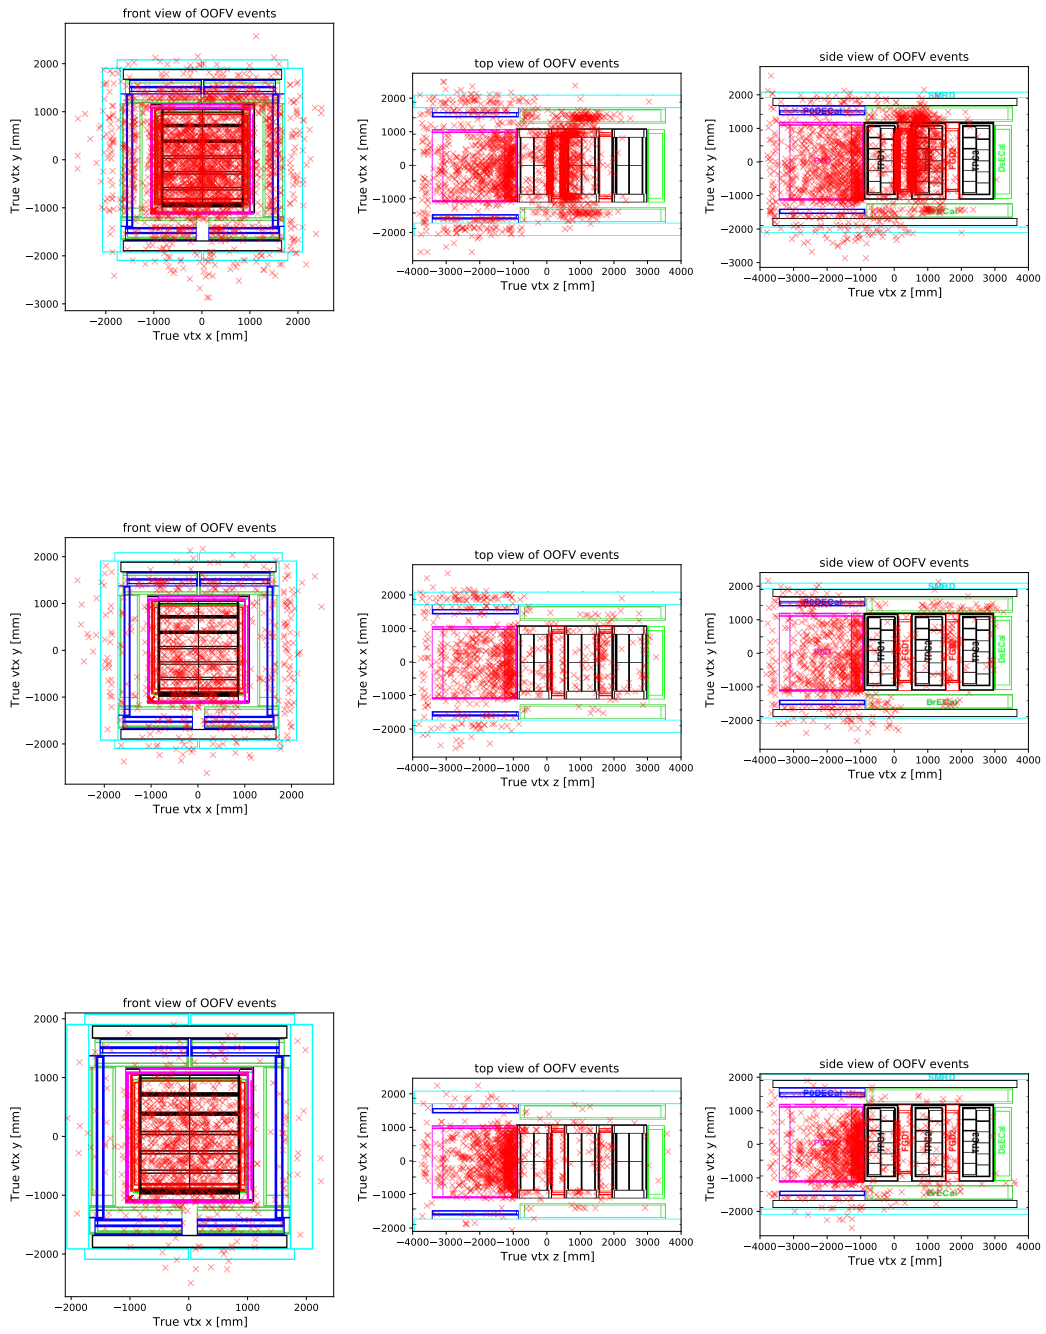 front view of OOFV events
2000
1000
0
−1000
−2000
−3000
True vtx y [mm]
−2000 −1000 0 1000 2000
True vtx x [mm]
top view of OOFV events
2000
1000
0
−1000
−2000
True vtx x [mm]
−4000 −3000 −2000 −1000 0 1000 2000 3000 4000
True vtx z [mm]
side view of OOFV events
2000
1000
0
−1000
−2000
−3000
True vtx y [mm]
SMRD
P0DECal
TPC1
TPC3
DsECal
−4000 −3000 −2000 −1000 0 1000 2000 3000 4000
True vtx z [mm]
front view of OOFV events
2000
1000
0
−1000
−2000
True vtx y [mm]
−2000 −1000 0 1000 2000
True vtx x [mm]
top view of OOFV events
2000
1000
0
−1000
−2000
True vtx x [mm]
−4000 −3000 −2000 −1000 0 1000 2000 3000 4000
True vtx z [mm]
side view of OOFV events
2000
1000
0
−1000
−2000
True vtx y [mm]
SMRD
P0DECal
TPC1
FGD1
TPC2
TPC3
DsECal
BrECal
−4000 −3000 −2000 −1000 0 1000 2000 3000 4000
True vtx z [mm]
front view of OOFV events
2000
1000
0
−1000
−2000
True vtx y [mm]
−2000 −1000 0 1000 2000
True vtx x [mm]
top view of OOFV events
2000
1000
0
−1000
−2000
True vtx x [mm]
−4000 −3000 −2000 −1000 0 1000 2000 3000 4000
True vtx z [mm]
side view of OOFV events
2000
1000
0
−1000
−2000
True vtx y [mm]
SMRD
P0DECal
TPC1
FGD1
TPC2
TPC3
DsECal
BrECal
−4000 −3000 −2000 −1000 0 1000 2000 3000 4000
True vtx z [mm]